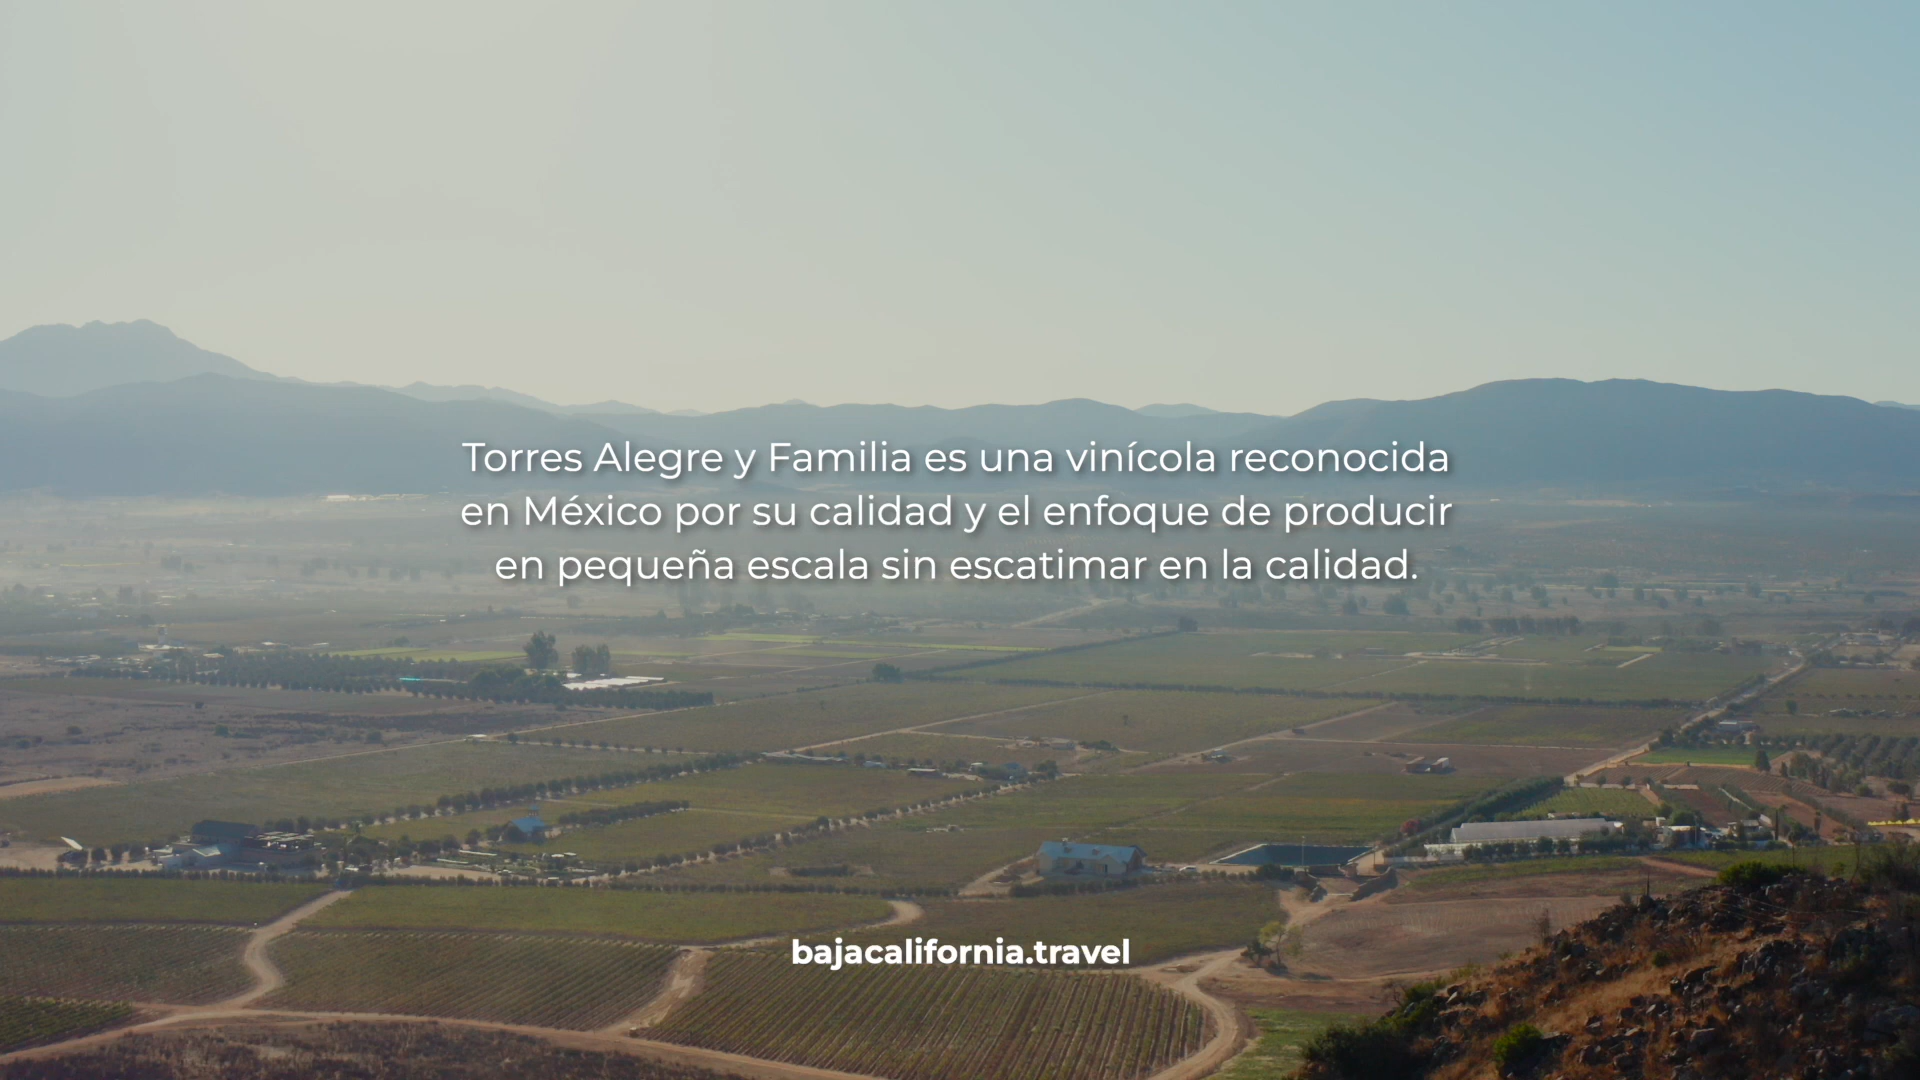 Torres Alegre y Familia es una vinícola reconocida
en México por su calidad y el enfoque de producir
en pequeña escala sin escatimar en la calidad.
bajacalifornia.travel